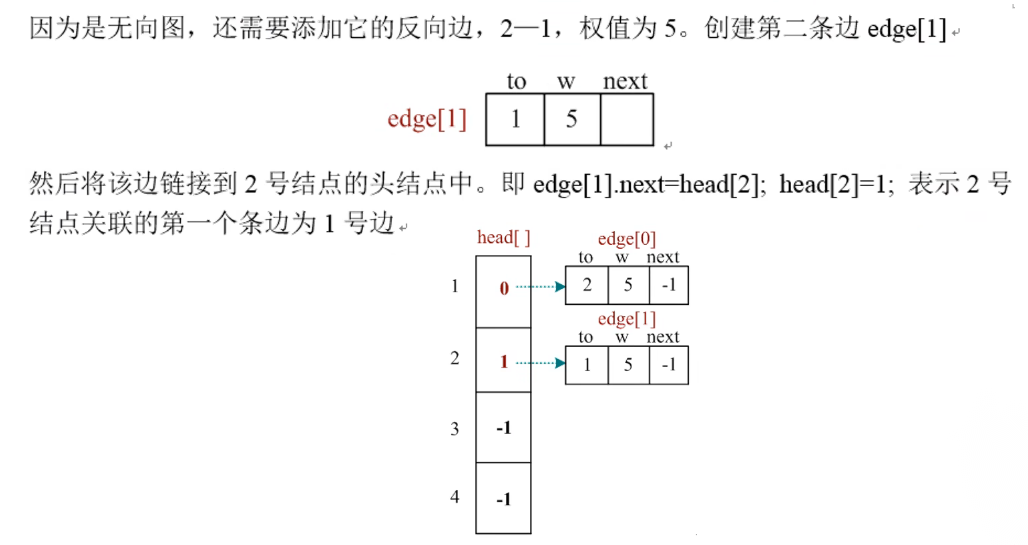 因为是无向图，还需要添加它的反向边，2—1，权值为 5。创建第二条边 edge[1]
to w next
edge[1] 1 5
然后将该边链接到 2 号结点的头结点中。即 edge[1].next=head[2]; head[2]=1; 表示 2 号
结点关联的第一个条边为 1 号边
head[ ] edge[0]
to w next
1 0 2 5 -1
edge[1]
to w next
2 1 1 5 -1
3 -1
4 -1